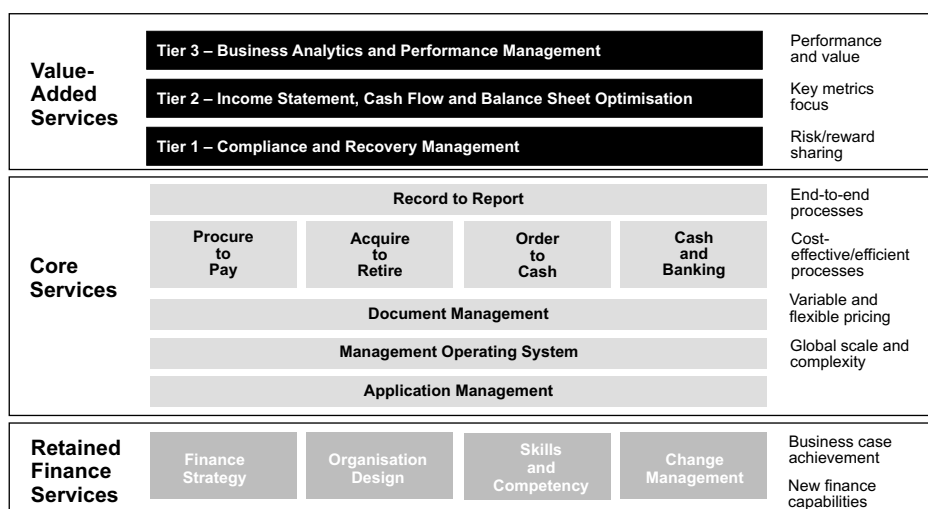 Value-
Added
Services
Tier 3 – Business Analytics and Performance Management
Tier 2 – Income Statement, Cash Flow and Balance Sheet Optimisation
Tier 1 – Compliance and Recovery Management
Performance
and value
Key metrics
focus
Risk/reward
sharing
Core
Services
Record to Report
Procure
to
Pay
Acquire
to
Retire
Order
to
Cash
Cash
and
Banking
Document Management
Management Operating System
Application Management
End-to-end
processes
Cost-
effective/efficient
processes
Variable and
flexible pricing
Global scale and
complexity
Retained
Finance
Services
Finance
Strategy
Organisation
Design
Skills
and
Competency
Change
Management
Business case
achievement
New finance
capabilities